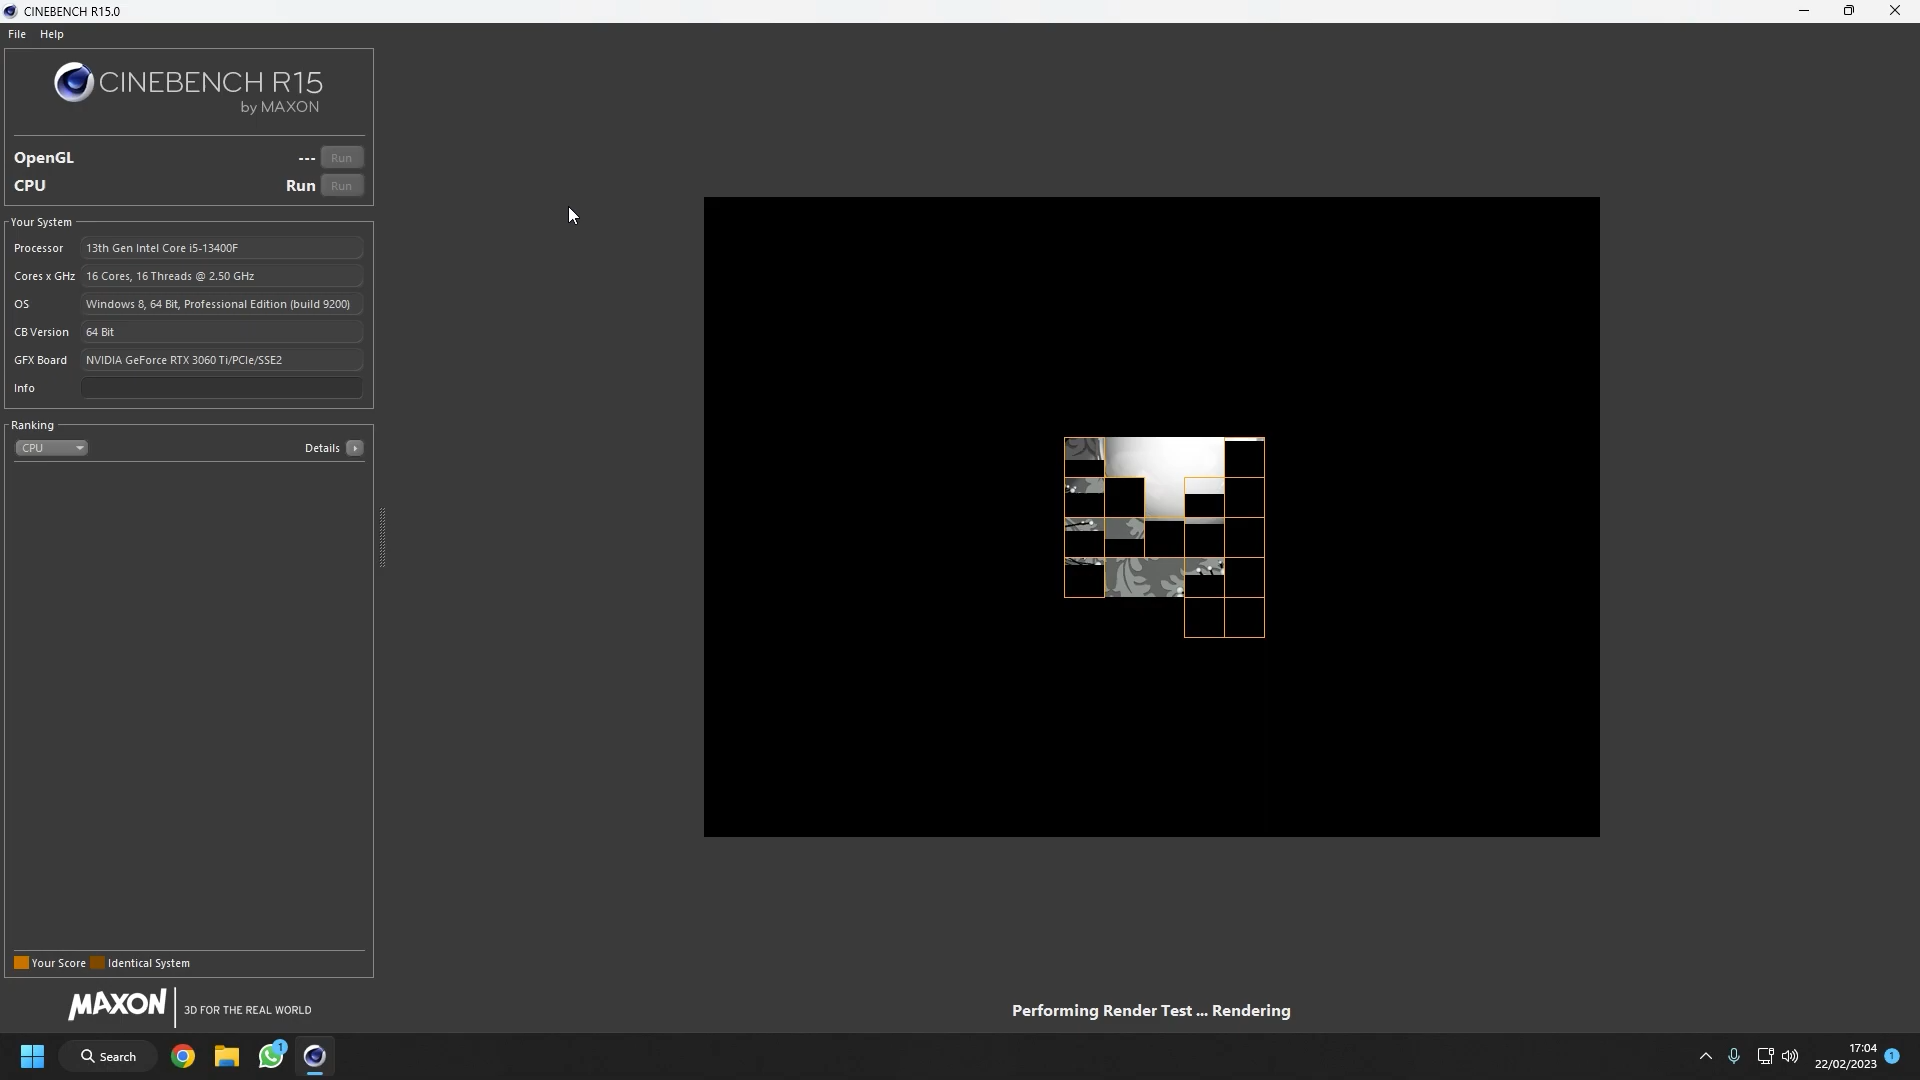 CINEBENCH R15.0
File Help
CINEBENCH R15
by MAXON
OpenGL --- Run
CPU Run Run
Your System
Processor 13th Gen Intel Core i5-13400F
Cores x GHz 16 Cores, 16 Threads @ 2.50 GHz
OS Windows 8, 64 Bit, Professional Edition (build 9200)
CB Version 64 Bit
GFX Board NVIDIA GeForce RTX 3060 Ti/PCIe/SSE2
Info
Ranking
CPU Details
Your Score Identical System
MAXON 3D FOR THE REAL WORLD
Performing Render Test ... Rendering
Search 1
17:04
22/02/2023 1